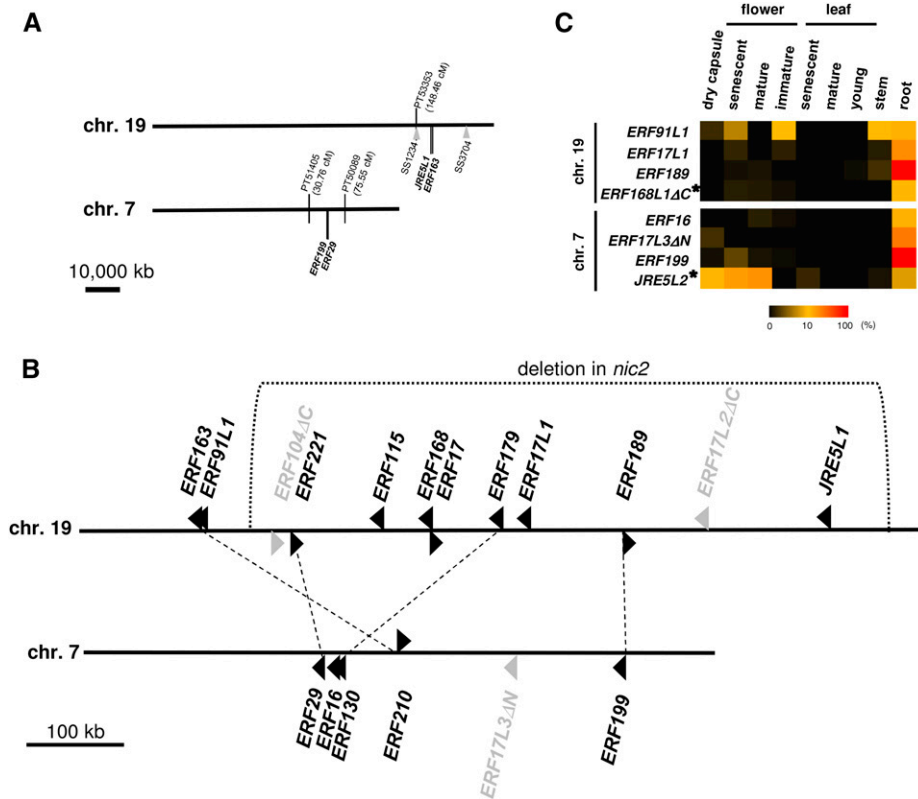 A
chr. 19
PT53353
(148.46 cM)
SS1234
JRE5L1
ERF163
SS3704
PT51405
(30.76 cM)
PT50089
(75.55 cM)
chr. 7
ERF199
ERF29
10,000 kb
C
flower
leaf
dry capsule
senescent
mature
immature
senescent
mature
young
stem
root
chr. 19
ERF91L1
ERF17L1
ERF189
ERF168L1ΔC*
chr. 7
ERF16
ERF17L3ΔN
ERF199
JRE5L2*
0 10 100 (%)
B
deletion in nic2
ERF163
ERF91L1
ERF104ΔC
ERF221
ERF115
ERF168
ERF17
ERF179
ERF17L1
ERF189
ERF17L2ΔC
JRE5L1
chr. 19
chr. 7
ERF29
ERF16
ERF130
ERF210
ERF17L3ΔN
ERF199
100 kb